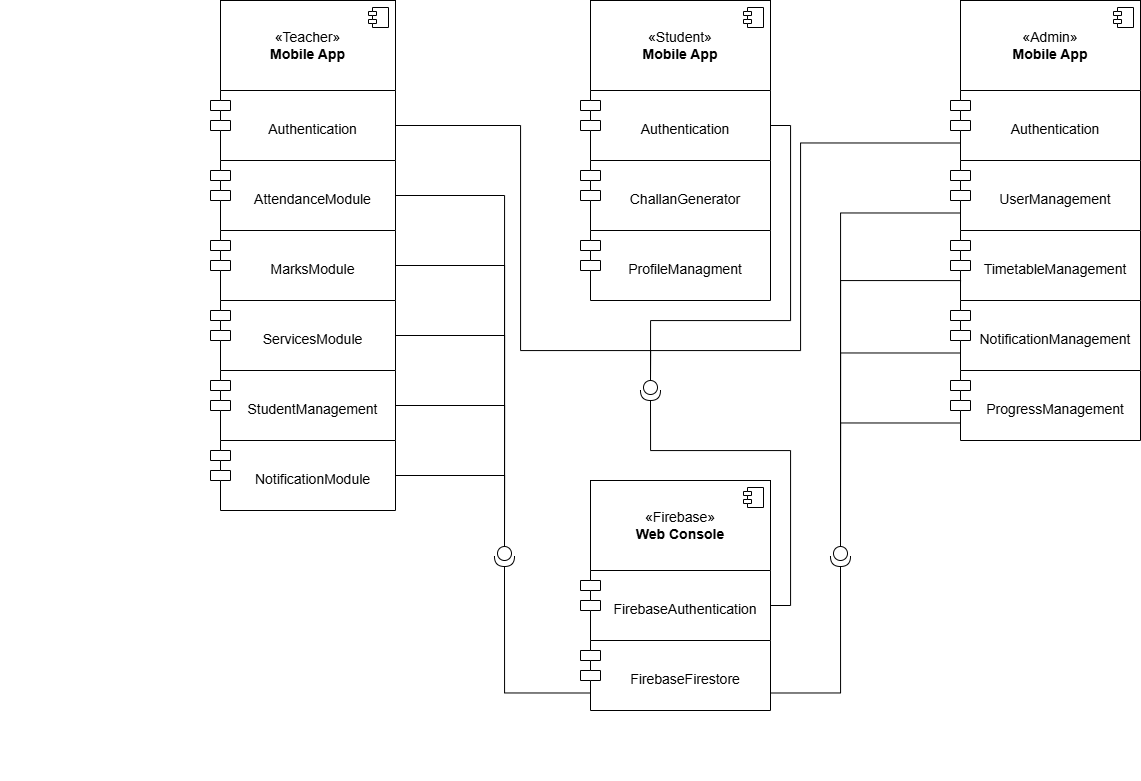 «Teacher»
Mobile App
Authentication
AttendanceModule
MarksModule
ServicesModule
StudentManagement
NotificationModule
«Student»
Mobile App
Authentication
ChallanGenerator
ProfileManagment
«Admin»
Mobile App
Authentication
UserManagement
TimetableManagement
NotificationManagement
ProgressManagement
«Firebase»
Web Console
FirebaseAuthentication
FirebaseFirestore